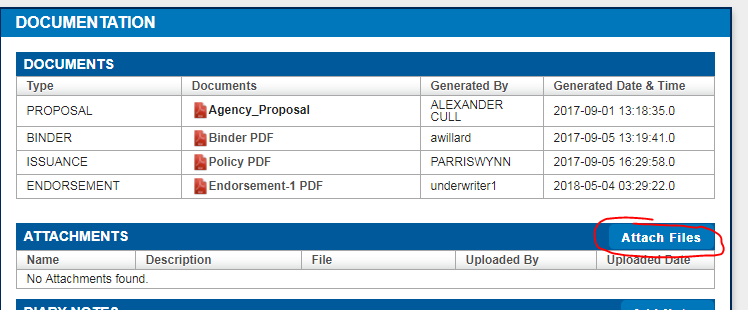 DOCUMENTATION
DOCUMENTS
Type Documents Generated By Generated Date & Time
PROPOSAL Agency_Proposal ALEXANDER CULL 2017-09-01 13:18:35.0
BINDER Binder PDF awillard 2017-09-05 13:19:41.0
ISSUANCE Policy PDF PARRISWYNN 2017-09-05 16:29:58.0
ENDORSEMENT Endorsement-1 PDF underwriter1 2018-05-04 03:29:22.0
ATTACHMENTS Attach Files
Name Description File Uploaded By Uploaded Date
No Attachments found.
DIARY NOTES